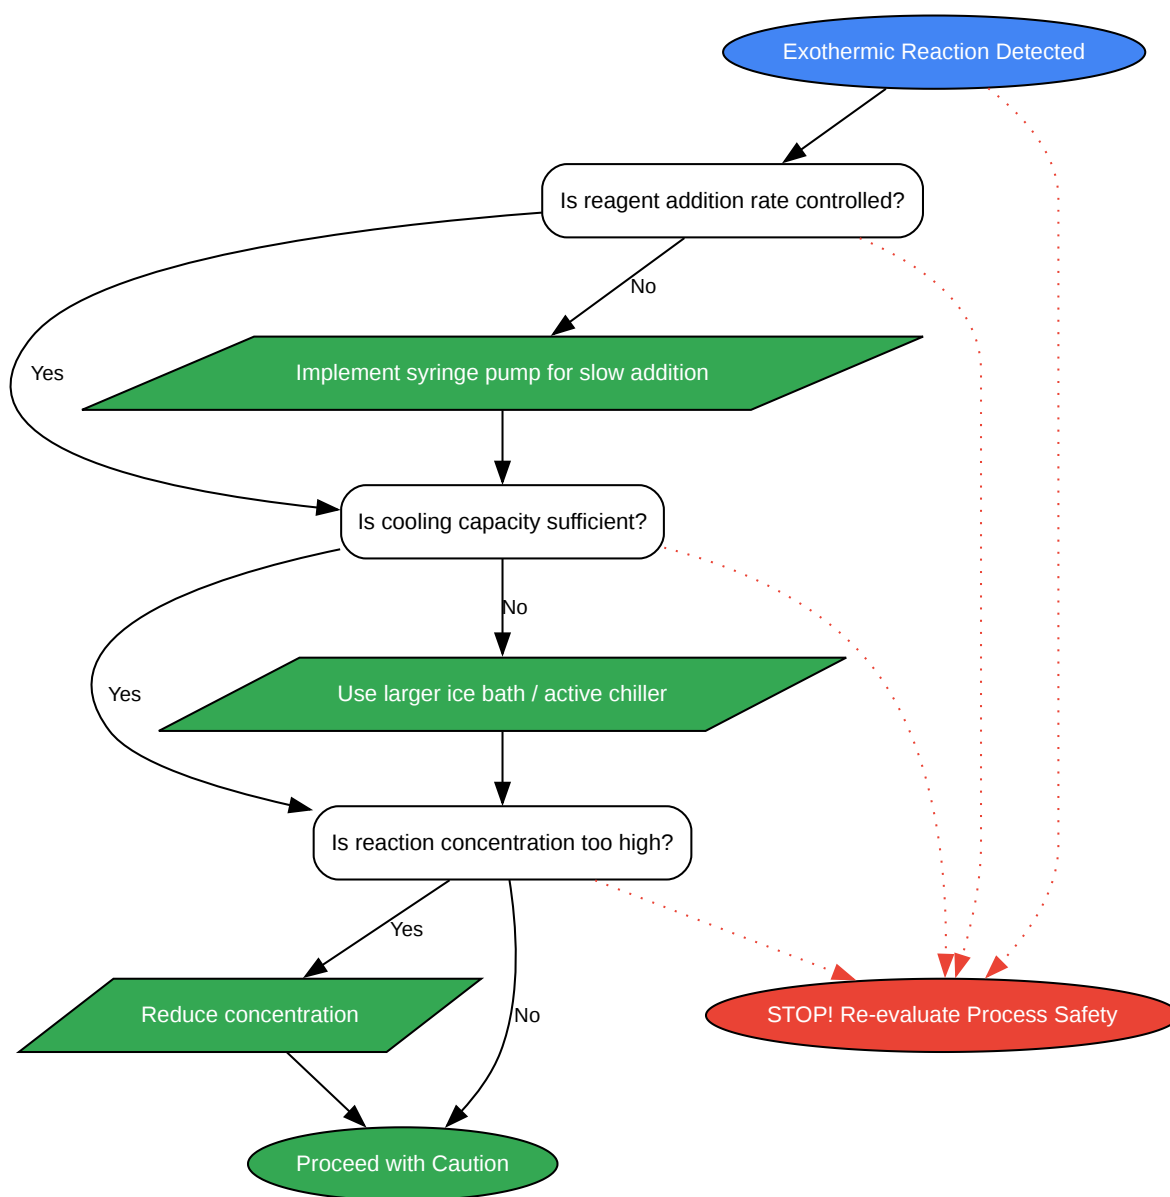 Exothermic Reaction Detected
Is reagent addition rate controlled?
No
Yes
Implement syringe pump for slow addition
Is cooling capacity sufficient?
No
Yes
Use larger ice bath / active chiller
Is reaction concentration too high?
Yes
No
Reduce concentration
STOP! Re-evaluate Process Safety
Proceed with Caution